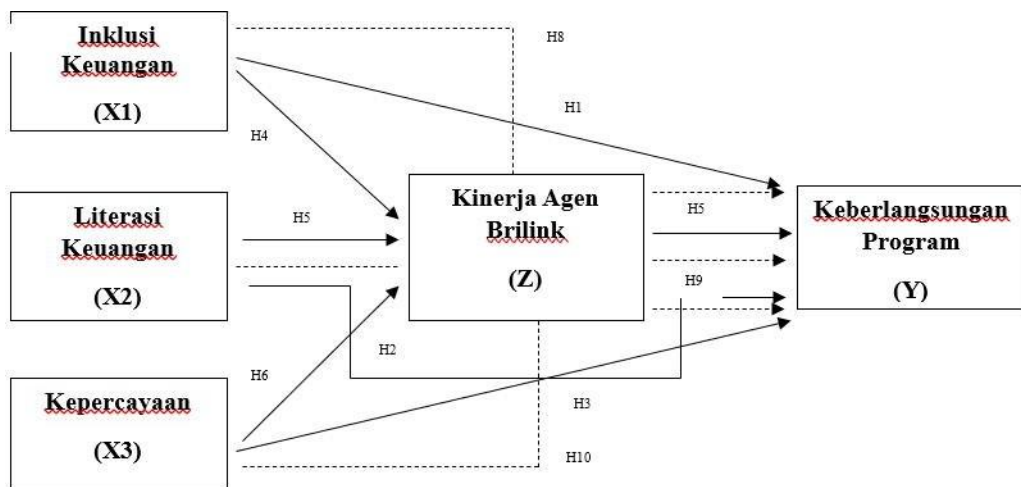 Inklusi
Keuangan
(X1)
H8
H1
H4
Literasi
Keuangan
(X2)
H5
Kinerja Agen
Brilink
(Z)
H5
H9
Keberlangsungan
Program
(Y)
H2
H6
Kepercayaan
(X3)
H3
H10